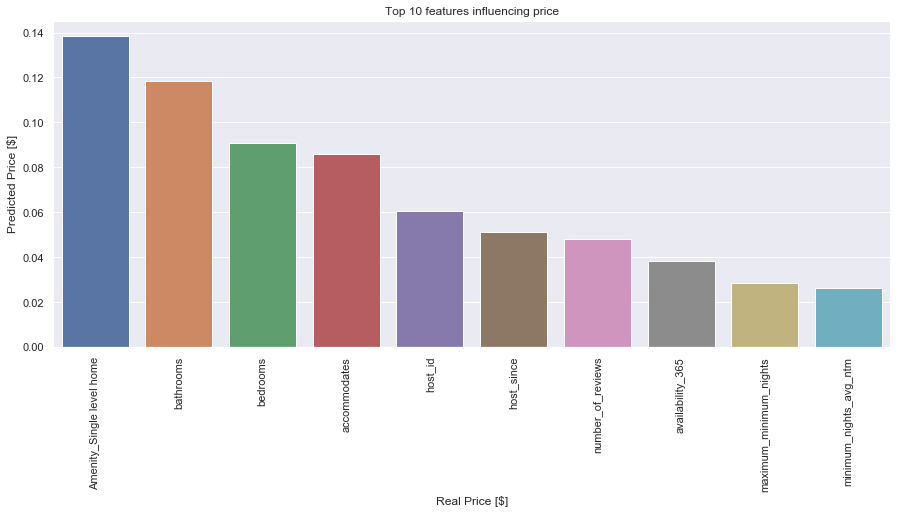 Top 10 features influencing price
Predicted Price [$]
0.14
0.12
0.10
0.08
0.06
0.04
0.02
0.00
Amenity_Single level home
bathrooms
bedrooms
accommodates
host_id
host_since
number_of_reviews
availability_365
maximum_minimum_nights
minimum_nights_avg_ntm
Real Price [$]